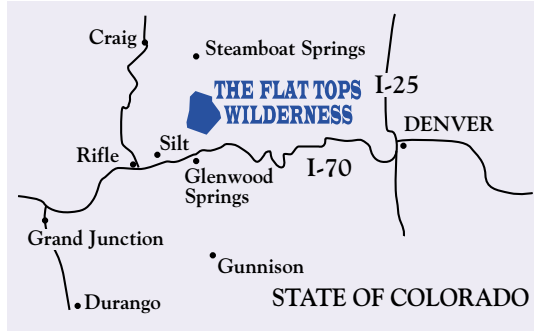 Craig
Steamboat Springs
THE FLAT TOPS
WILDERNESS
I-25
DENVER
Silt
Rifle
Glenwood
Springs
I-70
Grand Junction
Gunnison
Durango
STATE OF COLORADO